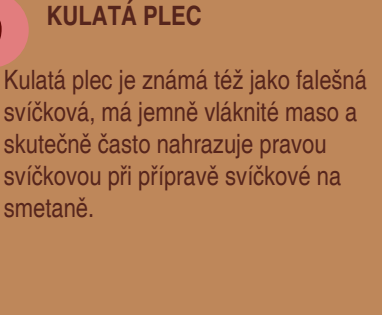 KULATÁ PLEC
Kulatá plec je známá též jako falešná
svíčková, má jemně vláknité maso a
skutečně často nahrazuje pravou
svíčkovou při přípravě svíčkové na
smetaně.